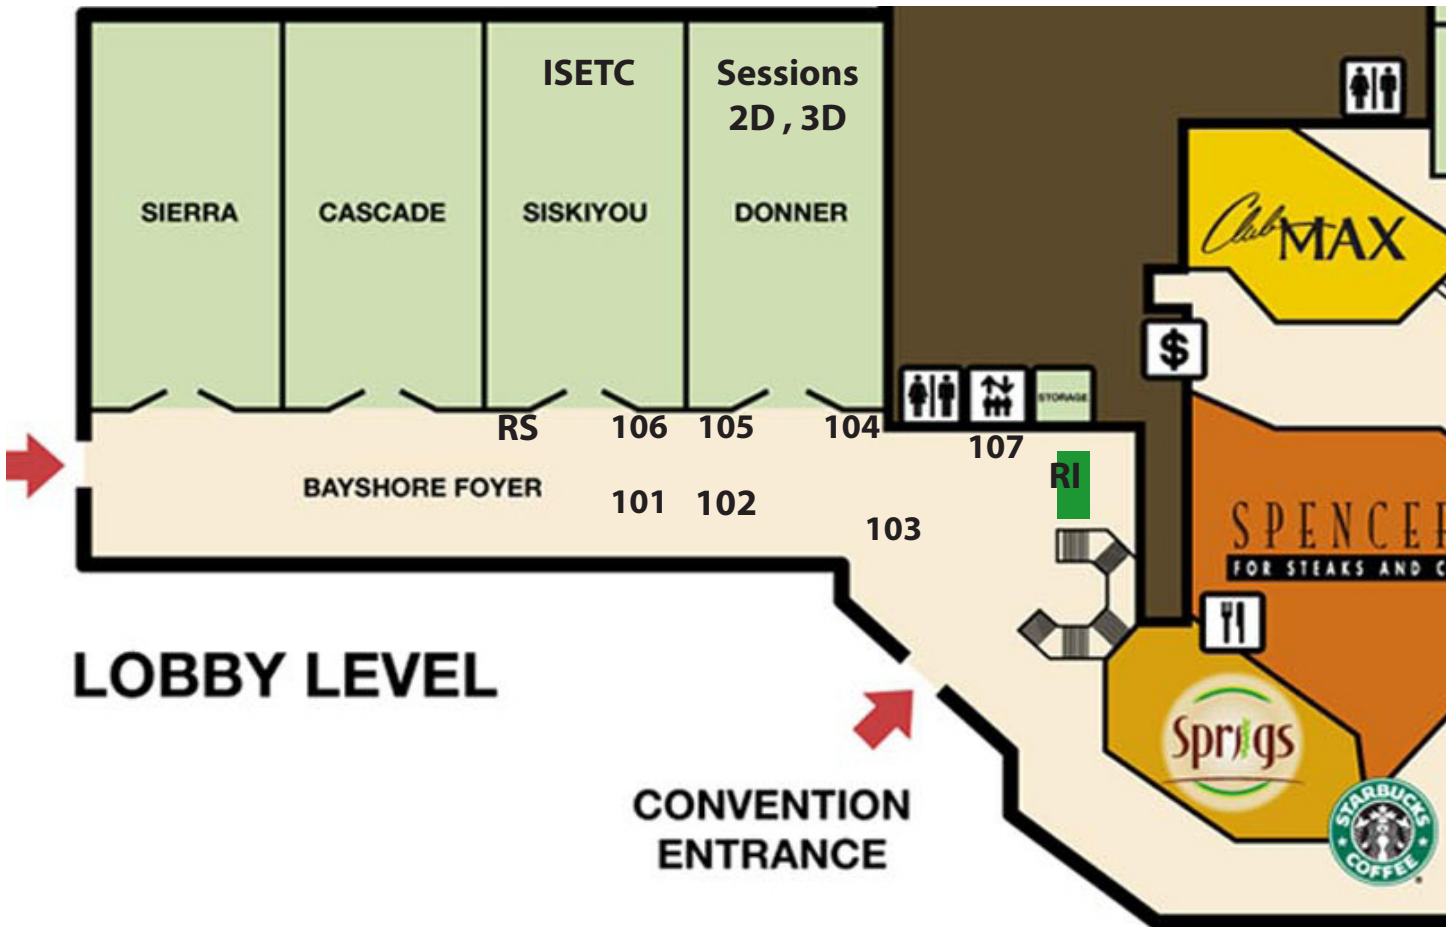 ISETC
Sessions
2D , 3D
SIERRA
CASCADE
SISKIYOU
DONNER
Club MAX
$
STORAGE
RS
106
105
104
107
BAYSHORE FOYER
101
102
103
RI
SPENCER
FOR STEAKS AND C
LOBBY LEVEL
Sprigs
CONVENTION
ENTRANCE
STARBUCKS
COFFEE